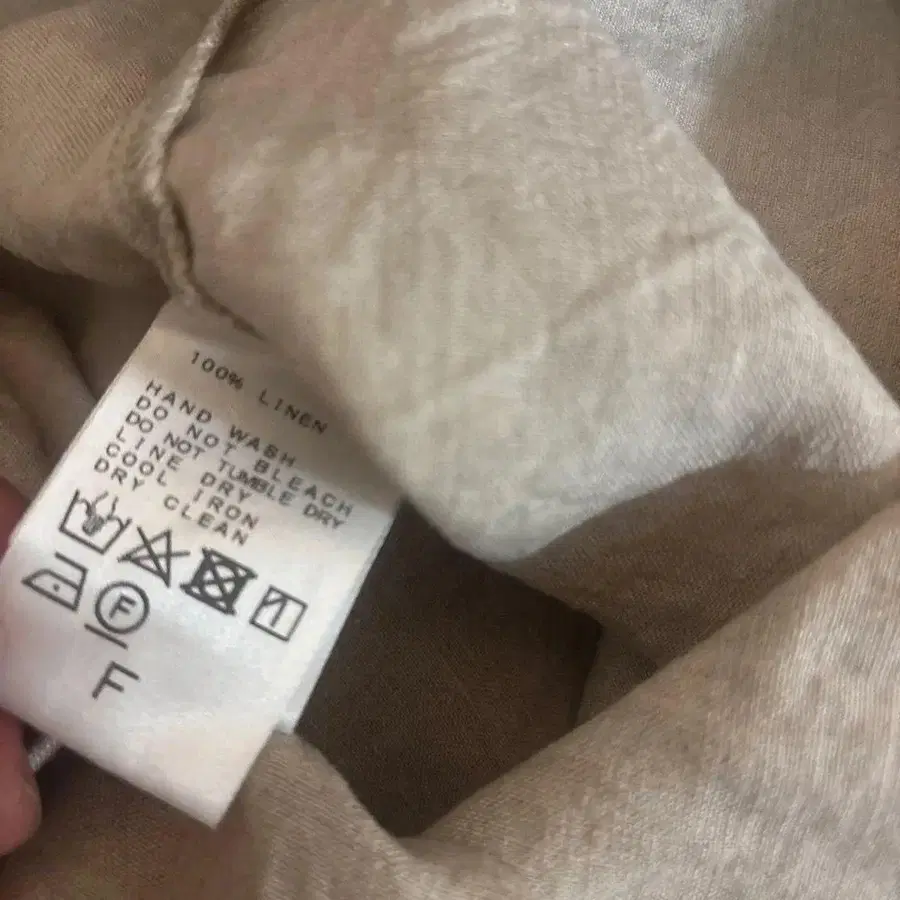 100% LINEN
HAND WASH
DO NOT BLEACH
DO NOT TUMBLE DRY
LINE DRY
COOL IRON
DRY CLEAN
F
F